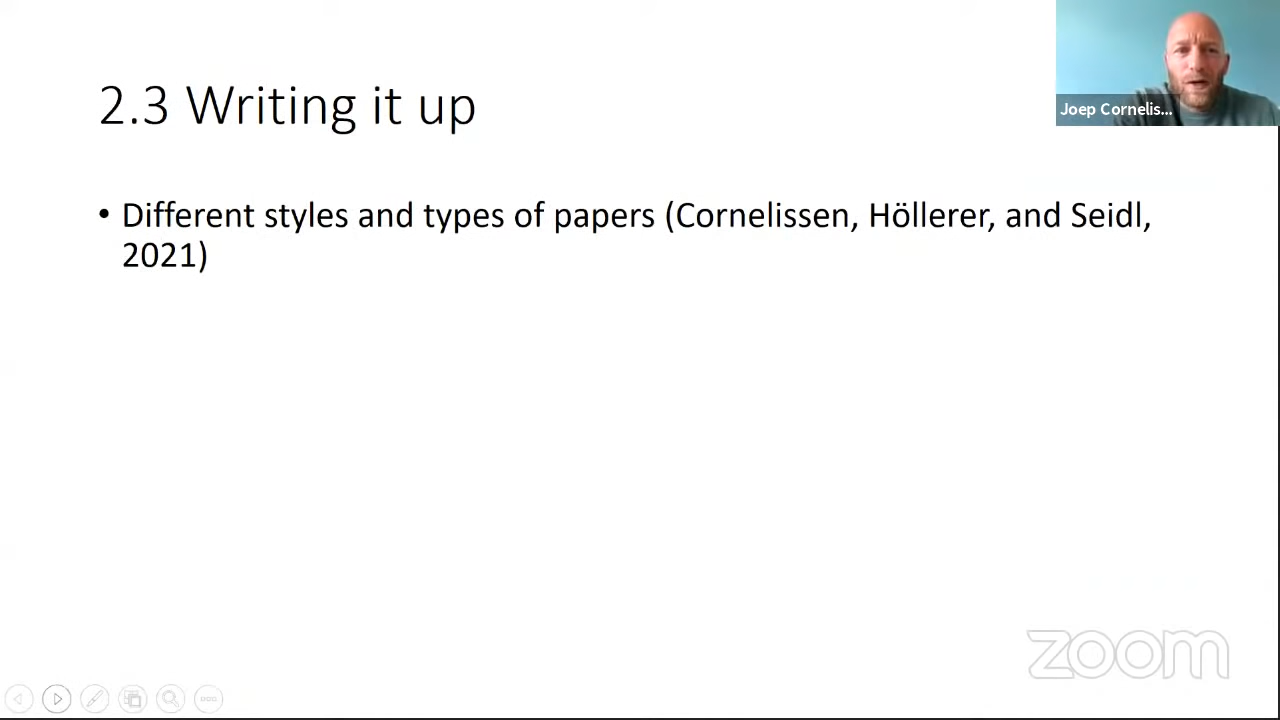 2.3 Writing it up
Joep Cornelis...
• Different styles and types of papers (Cornelissen, Höllerer, and Seidl,
2021)
zoom